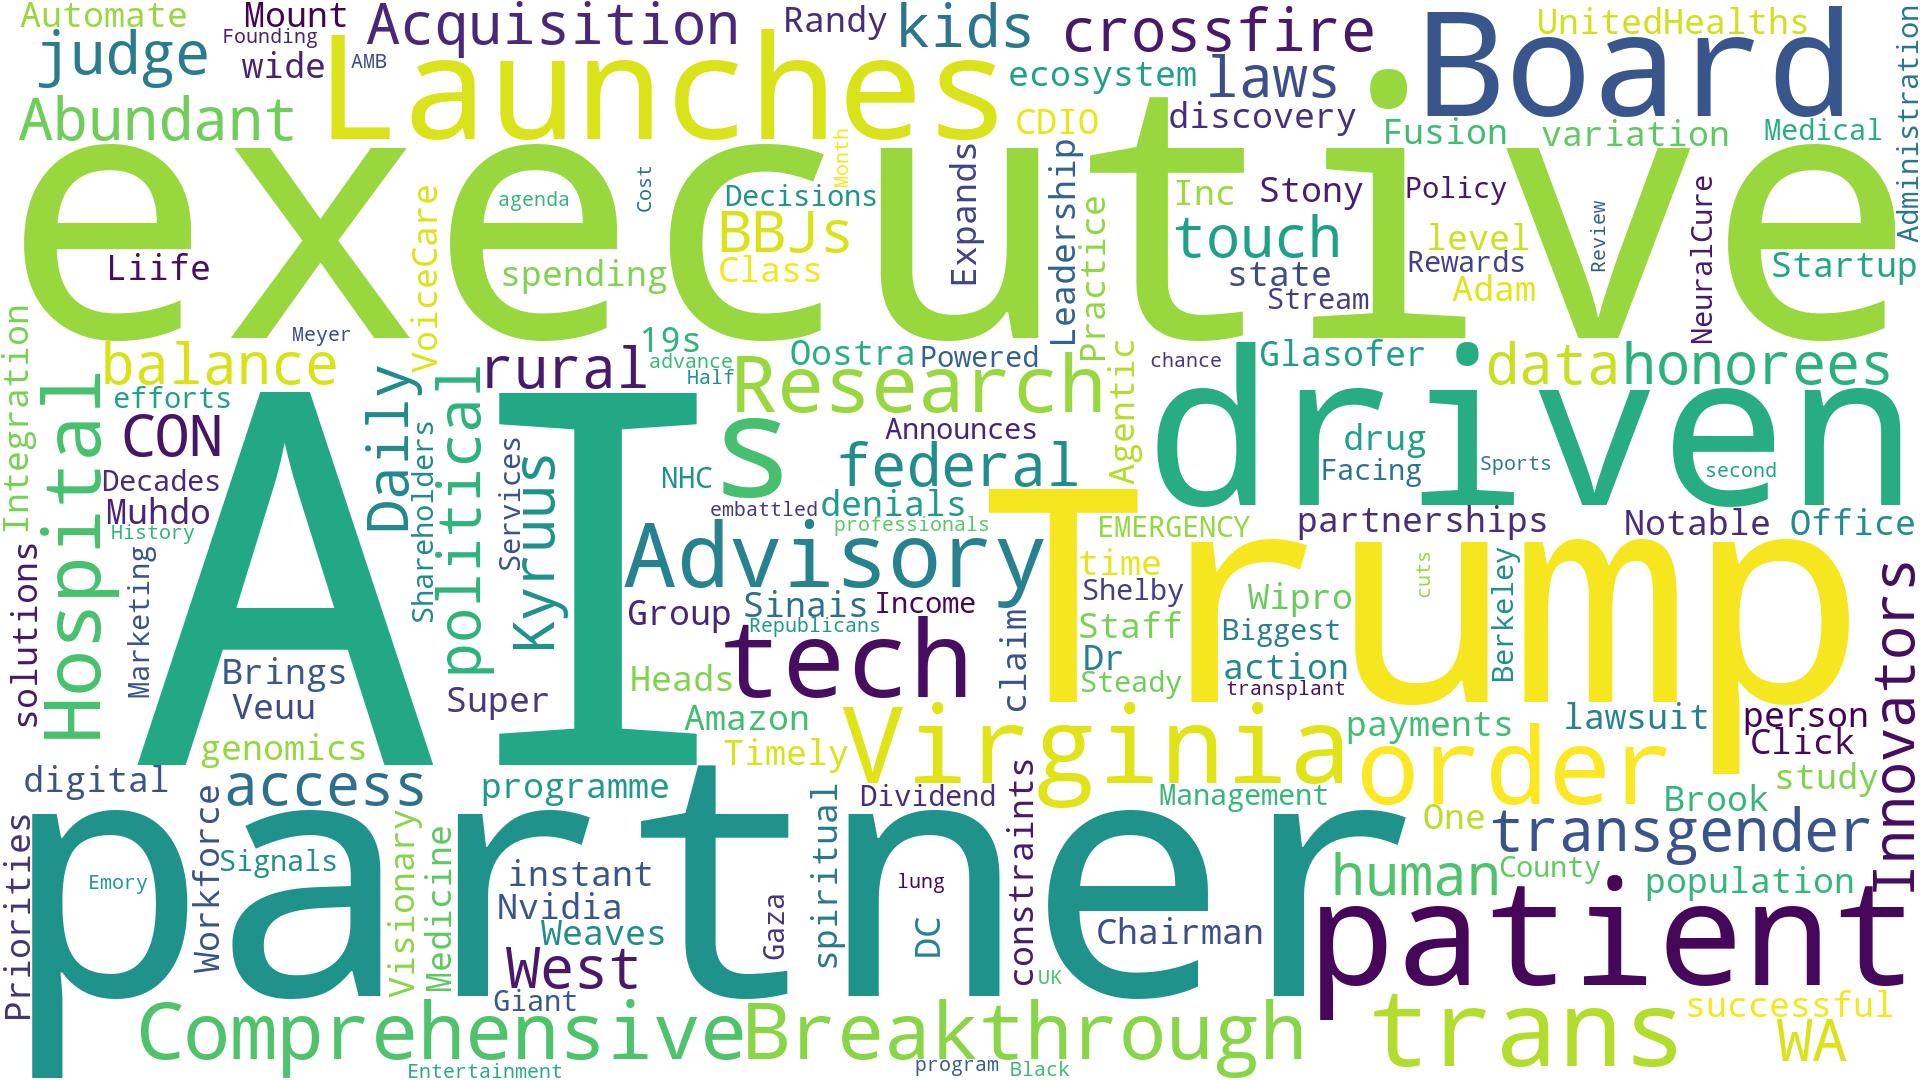 Automate
Mount
Acquisition
Randy
kids
crossfire
Board
UnitedHealths
judge
Founding
wide
AMB
Launches
ecosystem
laws
Administration
Abundant
CDIO
discovery
Fusion
variation
Medical
executive
Month
agenda
Cost
Decisions
BBJs
Class
Expands
Leadership
Practice
Inc
Stony
Policy
touch
level
Review
NeuralCure
Liife
VoiceCare
spending
state
Rewards
Startup
Stream
Adam
Integration
Meyer
balance
rural
19s
advance
Half
Oostra
Powered
chance
Glasofer
data
honorees
efforts
Hospital
Daily
political
Research
Agentic
driven
CON
Shareholders
Services
Kyruus
s
Announces
federal
drug
Facing
Sports
second
Decades
NHC
Muhdo
embattled
denials
Trump
partnerships
Notable
Office
History
professionals
EMERGENCY
solutions
Marketing
AI
Advisory
time
cuts
Berkeley
Innovators
Group
Sinais
Income
Shelby
Wipro
Republicans
claim
Staff
Biggest
Brings
tech
Dr
action
Veuu
Super
Heads
Steady
transplant
Amazon
Virginia
payments
lawsuit
person
genomics
Timely
order
Click
digital
access
programme
study
Priorities
Workforce
partner
spiritual
Dividend
constraints
Management
Brook
Visionary
Medicine
One
transgender
Signals
Emory
instant
lung
human
County
population
Nvidia
Weaves
Gaza
DC
Chairman
patient
West
UK
Giant
successful
Comprehensive
Breakthrough
trans
WA
Entertainment
program
Black